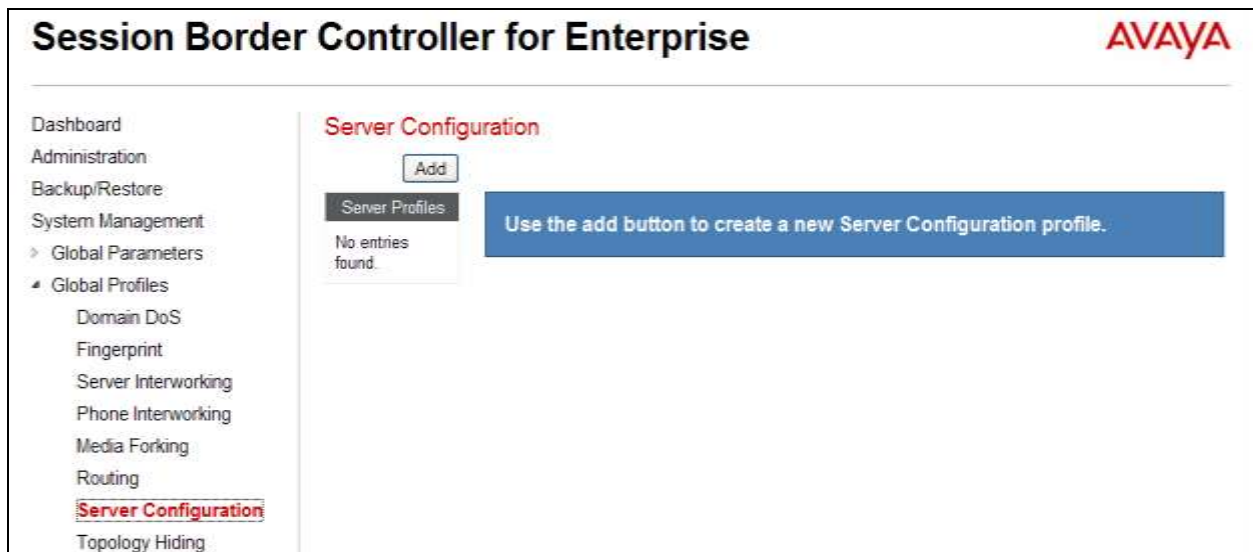 Session Border Controller for Enterprise
AVAYA
Dashboard
Administration
Backup/Restore
System Management
Global Parameters
Global Profiles
Domain DoS
Fingerprint
Server Interworking
Phone Interworking
Media Forking
Routing
Server Configuration
Topology Hiding
Server Configuration
Add
Server Profiles
No entries
found.
Use the add button to create a new Server Configuration profile.